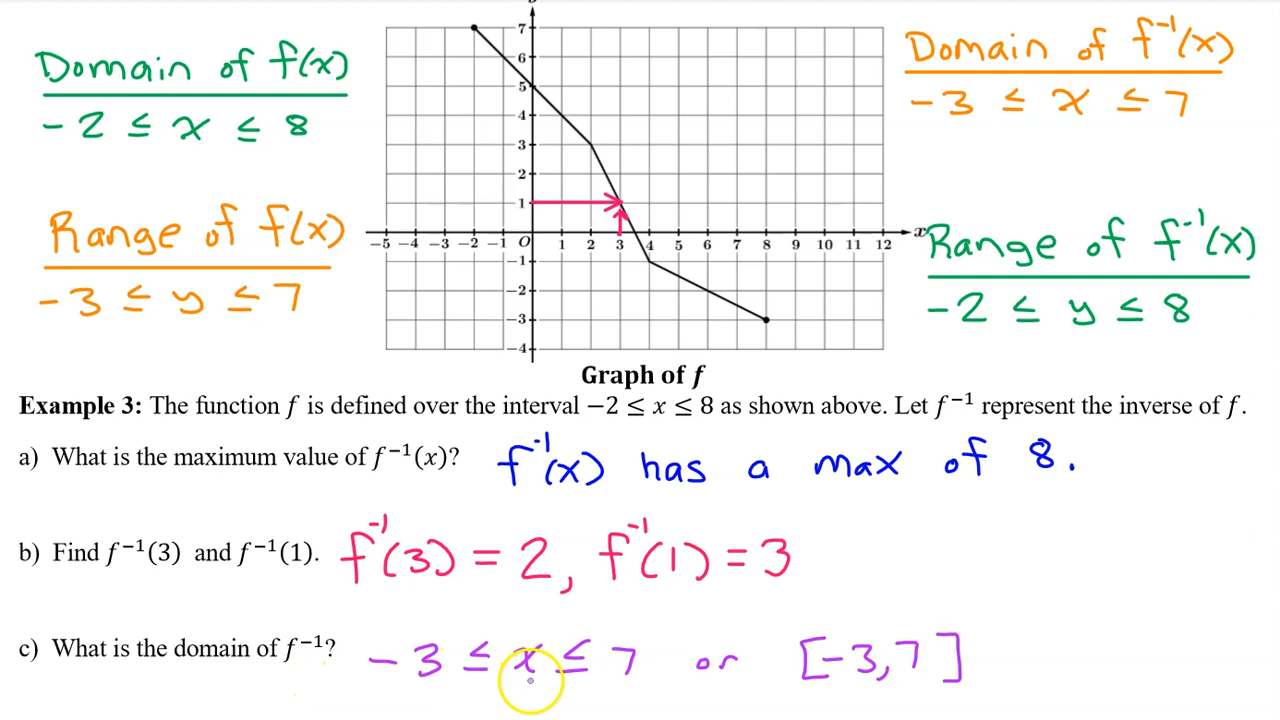 Domain of f(x)
-2 ≤ x ≤ 8
Range of f(x)
-3 ≤ y ≤ 7
7
6
5
4
3
2
1
-1
-2
-3
-4
-5 -4 -3 -2 -1 O 1 2 3 4 5 6 7 8 9 10 11 12 x
Domain of f⁻¹(x)
-3 ≤ x ≤ 7
Range of f⁻¹(x)
-2 ≤ y ≤ 8
Graph of f
Example 3: The function f is defined over the interval −2 ≤ x ≤ 8 as shown above. Let f⁻¹ represent the inverse of f.
a) What is the maximum value of f⁻¹(x)? f⁻¹(x) has a max of 8.
b) Find f⁻¹(3) and f⁻¹(1). f⁻¹(3) = 2, f⁻¹(1) = 3
c) What is the domain of f⁻¹? -3 ≤ x ≤ 7 or [-3,7]